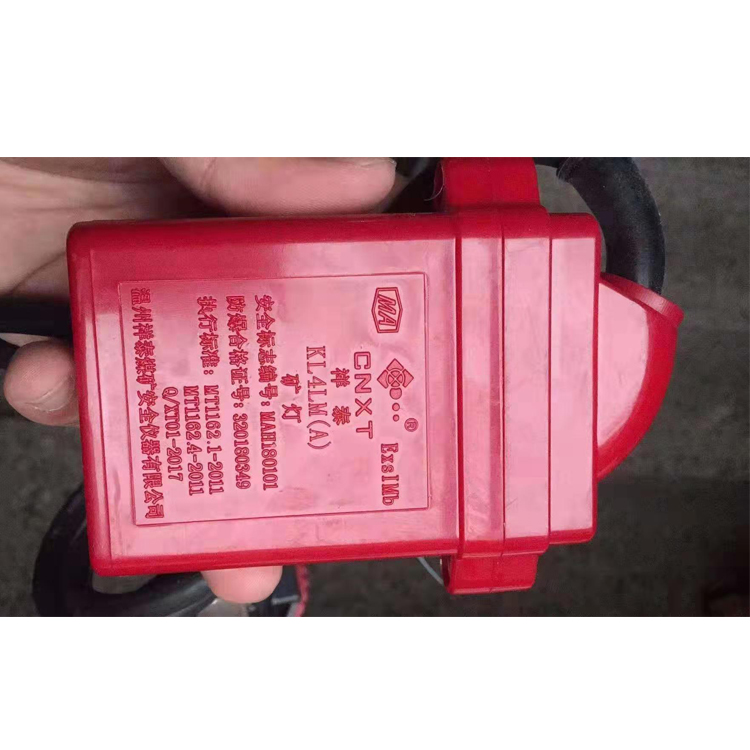 MA
® ExsIMb
CNXT
祥泰
矿灯
KL4LM(A)
安全标志编号：MAH180101
防爆合格证号：320180349
执行标准：MT1162.1-2011
MT1162.4-2011
Q/XT01-2017
温州祥泰煤矿安全仪器有限公司